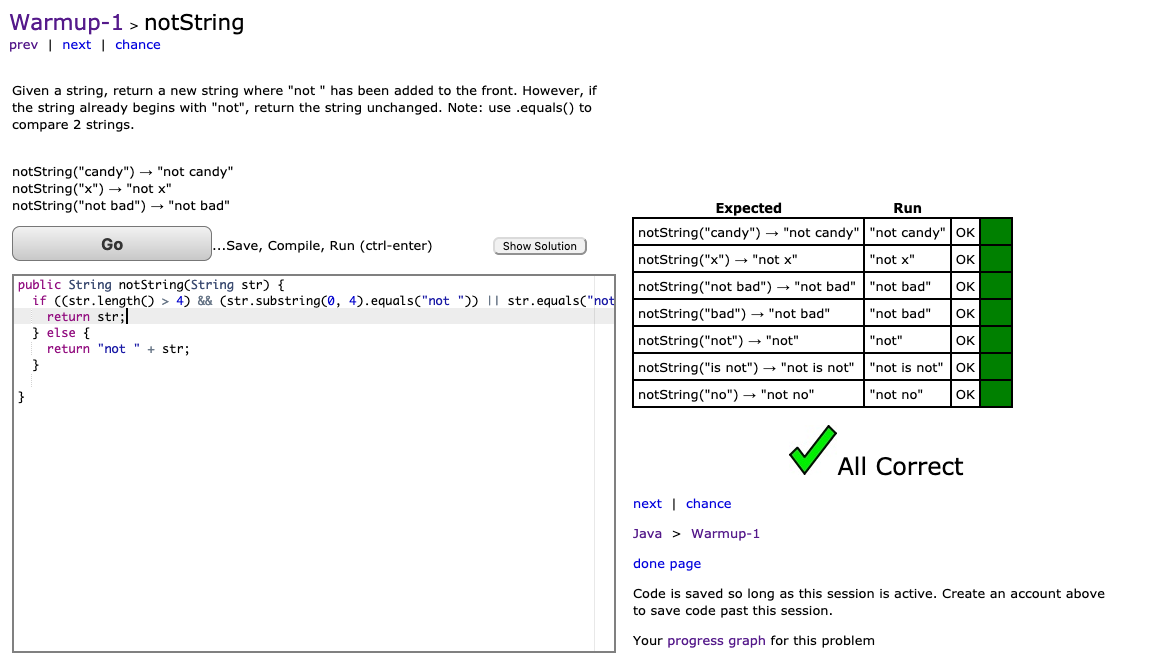 Warmup-1 > notString
prev | next | chance
Given a string, return a new string where "not " has been added to the front. However, if
the string already begins with "not", return the string unchanged. Note: use .equals() to
compare 2 strings.
notString("candy") → "not candy"
notString("x") → "not x"
notString("not bad") → "not bad"
Go
...Save, Compile, Run (ctrl-enter)
Show Solution
public String notString(String str) {
  if ((str.length() > 4) && (str.substring(0, 4).equals("not ")) || str.equals("not
    return str;
  } else {
    return "not " + str;
  }
}
Expected Run
notString("candy") → "not candy" "not candy" OK
notString("x") → "not x" "not x" OK
notString("not bad") → "not bad" "not bad" OK
notString("bad") → "not bad" "not bad" OK
notString("not") → "not" "not" OK
notString("is not") → "not is not" "not is not" OK
notString("no") → "not no" "not no" OK
All Correct
next | chance
Java > Warmup-1
done page
Code is saved so long as this session is active. Create an account above
to save code past this session.
Your progress graph for this problem